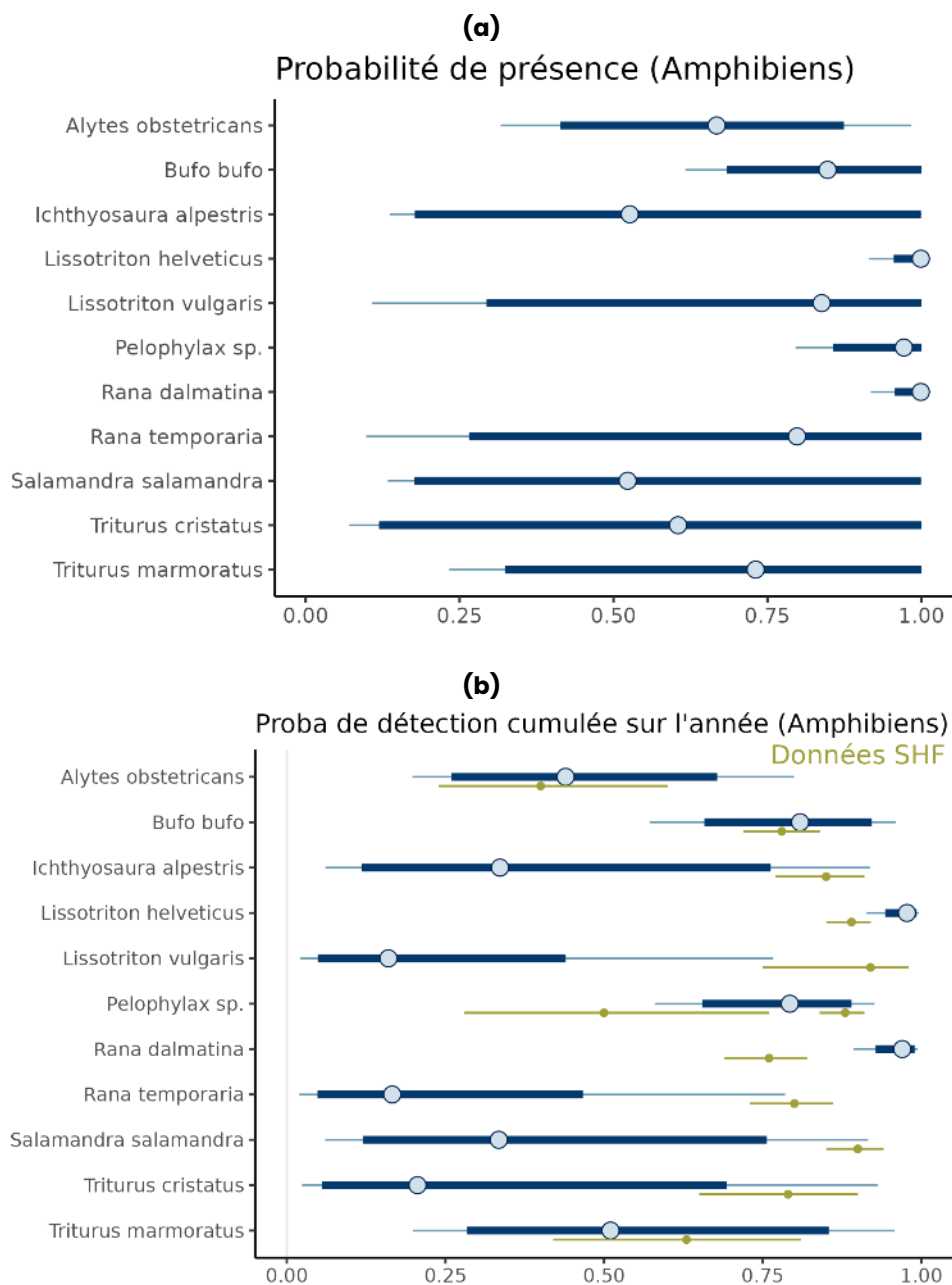 (a)
Probabilité de présence (Amphibiens)
Alytes obstetricans
Bufo bufo
Ichthyosaura alpestris
Lissotriton helveticus
Lissotriton vulgaris
Pelophylax sp.
Rana dalmatina
Rana temporaria
Salamandra salamandra
Triturus cristatus
Triturus marmoratus
0.00 0.25 0.50 0.75 1.00
(b)
Proba de détection cumulée sur l'année (Amphibiens)
Données SHF
Alytes obstetricans
Bufo bufo
Ichthyosaura alpestris
Lissotriton helveticus
Lissotriton vulgaris
Pelophylax sp.
Rana dalmatina
Rana temporaria
Salamandra salamandra
Triturus cristatus
Triturus marmoratus
0.00 0.25 0.50 0.75 1.00